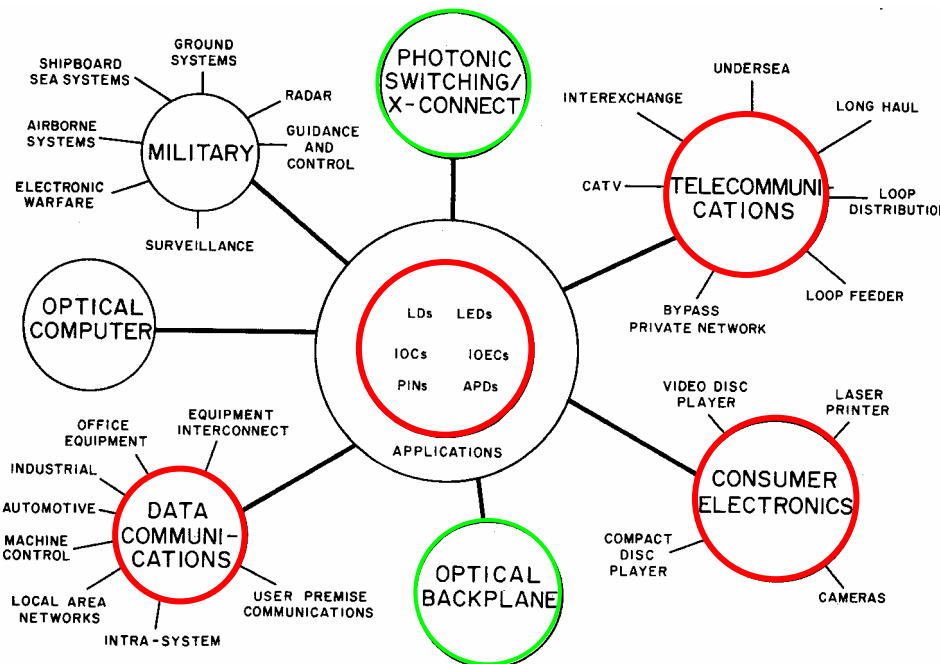 GROUND
SYSTEMS
SHIPBOARD
SEA SYSTEMS
RADAR
AIRBORNE
SYSTEMS
GUIDANCE
AND
CONTROL
MILITARY
ELECTRONIC
WARFARE
SURVEILLANCE
PHOTONIC
SWITCHING/
X-CONNECT
UNDERSEA
INTEREXCHANGE
LONG HAUL
CATV
TELECOMMUNI-
CATIONS
LOOP
DISTRIBUTION
LOOP FEEDER
BYPASS
PRIVATE NETWORK
OPTICAL
COMPUTER
LDs LEDs
IOCs IOECs
PINs APDs
APPLICATIONS
VIDEO DISC
PLAYER
LASER
PRINTER
CONSUMER
ELECTRONICS
COMPACT
DISC
PLAYER
CAMERAS
OFFICE
EQUIPMENT
EQUIPMENT
INTERCONNECT
INDUSTRIAL
AUTOMOTIVE
MACHINE
CONTROL
DATA
COMMUNI-
CATIONS
LOCAL AREA
NETWORKS
INTRA-SYSTEM
USER PREMISE
COMMUNICATIONS
OPTICAL
BACKPLANE